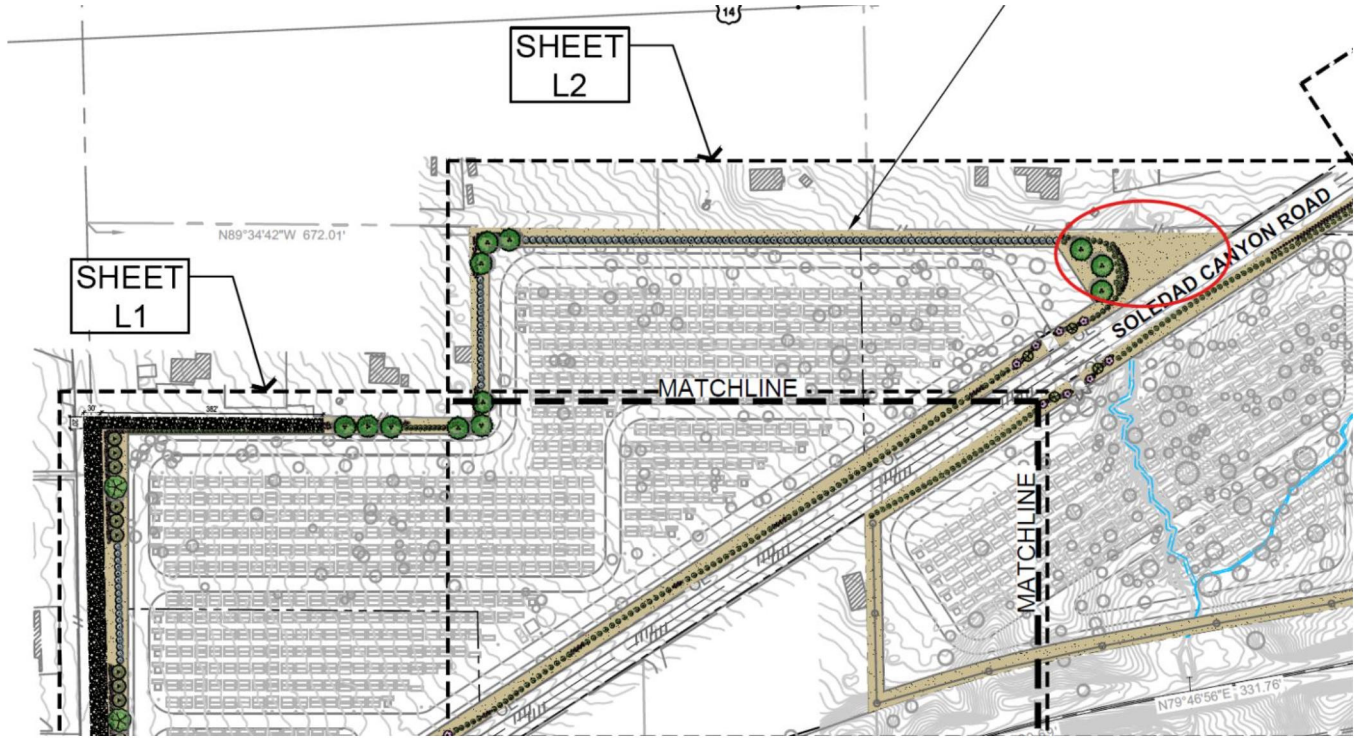 14
SHEET
L2
N89°34'42"W 672.01'
SHEET
L1
SOLEDAD CANYON ROAD
MATCHLINE
30'
382'
MATCHLINE
N79°46'56"E 331.76'